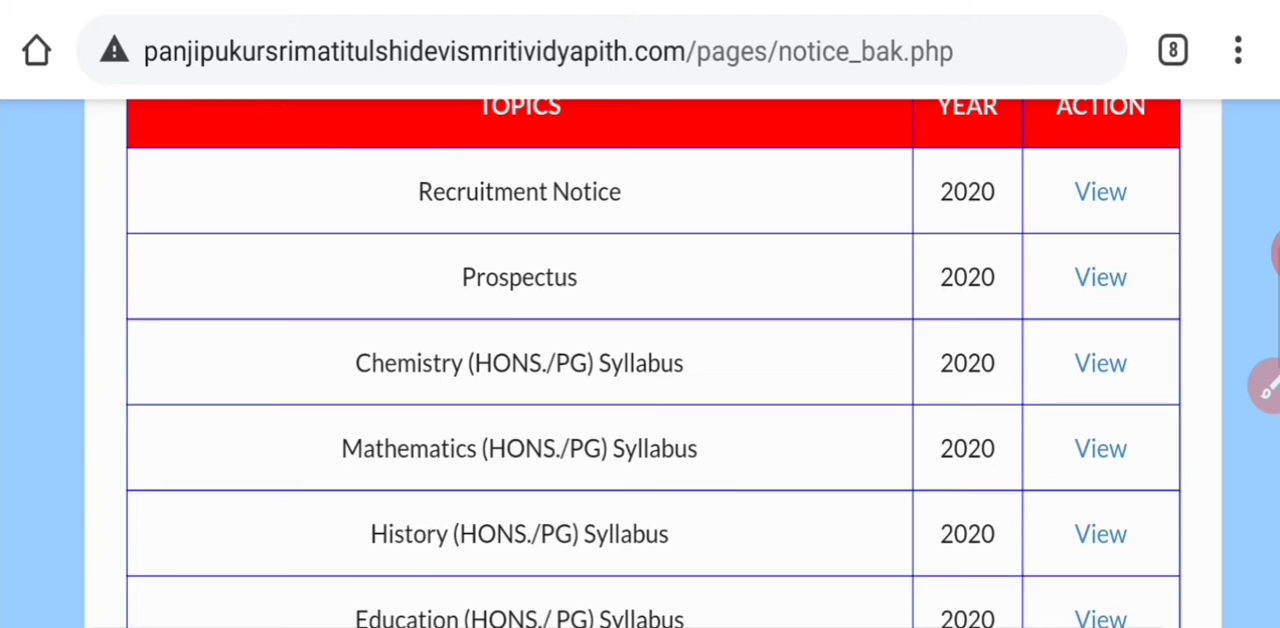 panjipukursrimatitulshidevismritividyapith.com/pages/notice_bak.php 8
TOPICS YEAR ACTION
Recruitment Notice 2020 View
Prospectus 2020 View
Chemistry (HONS./PG) Syllabus 2020 View
Mathematics (HONS./PG) Syllabus 2020 View
History (HONS./PG) Syllabus 2020 View
Education (HONS./ PG) Syllabus 2020 View